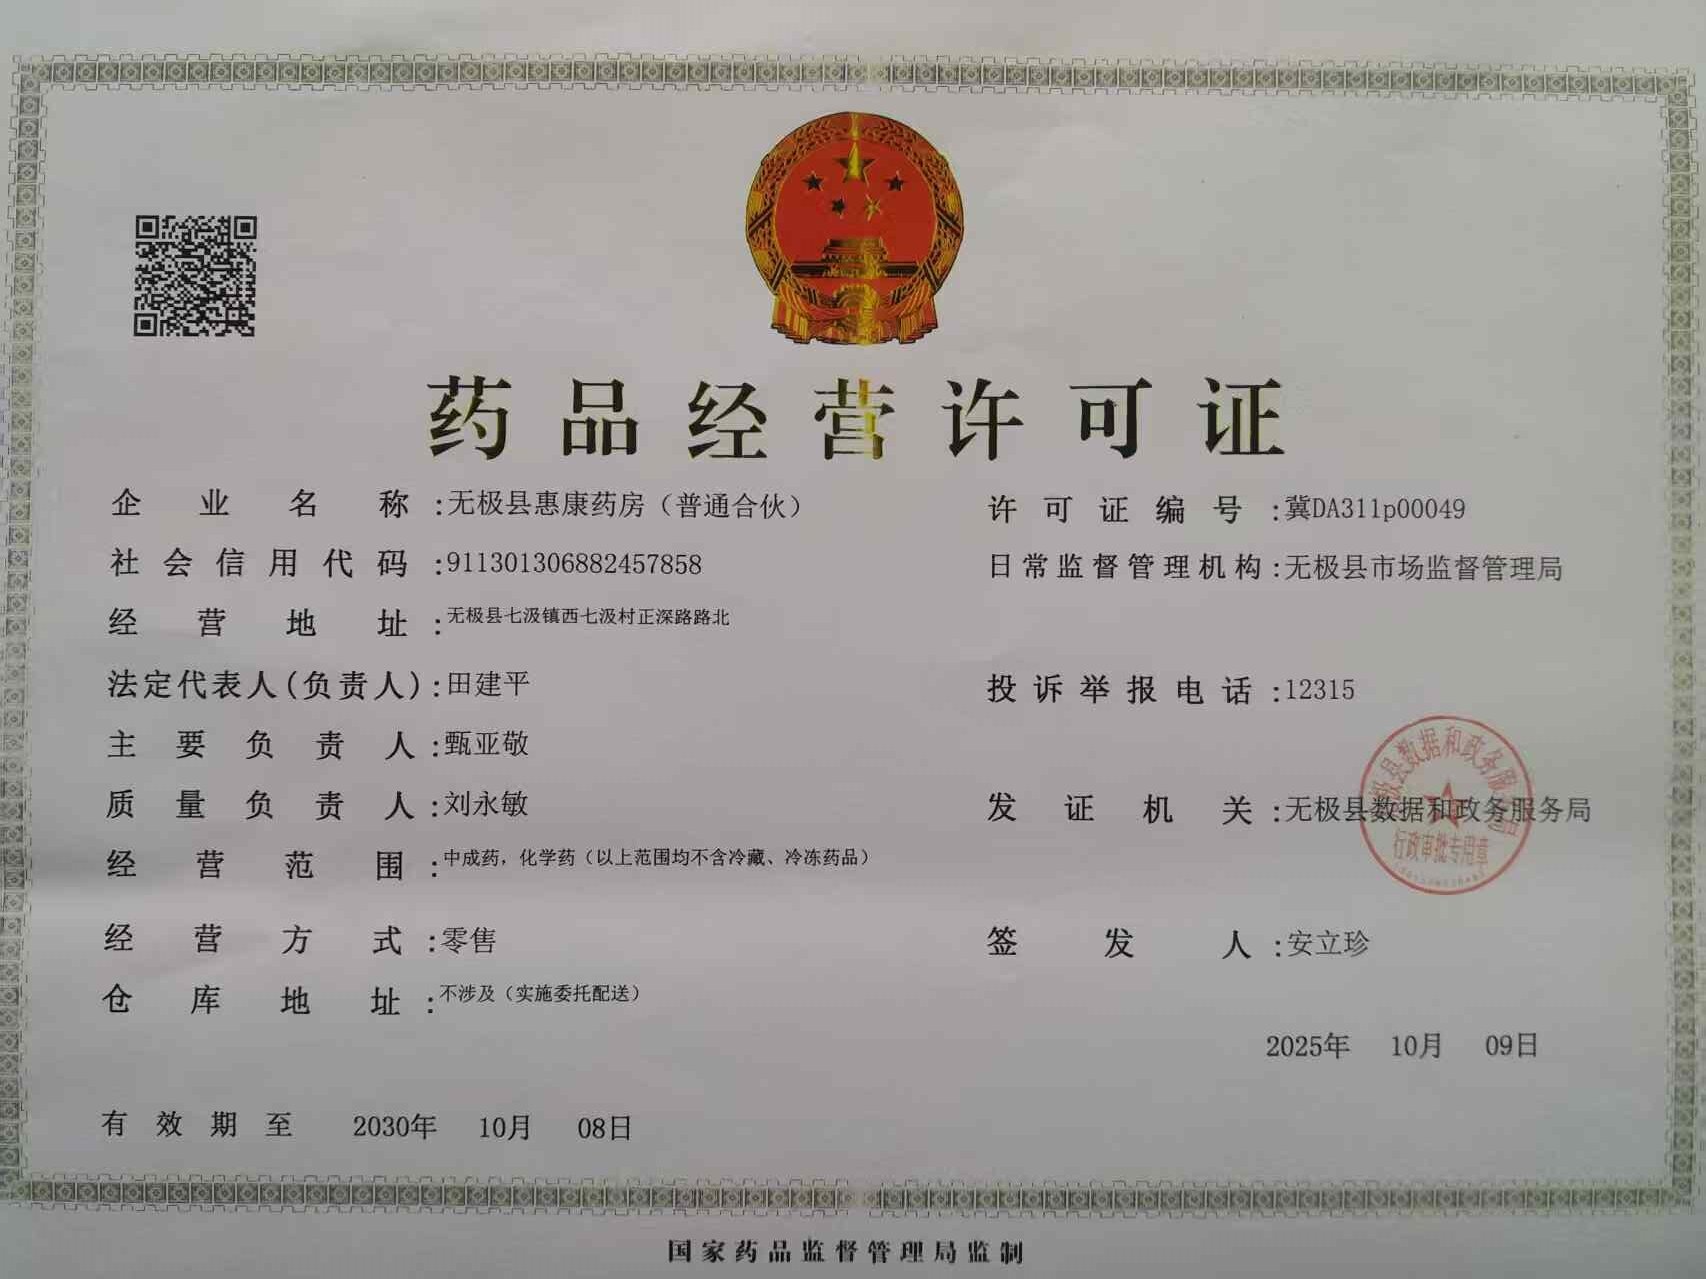 药品经营许可证
企业名称:无极县惠康药房（普通合伙）
许可证编号:冀DA311p00049
社会信用代码:911301306882457858
日常监督管理机构:无极县市场监督管理局
经营地址:无极县七汲镇西七汲村正深路路北
法定代表人(负责人):田建平
投诉举报电话:12315
主要负责人:甄亚敬
质量负责人:刘永敏
发证机关:无极县数据和政务服务局
无极县数据和政务服务局
行政审批专用章
经营范围:中成药，化学药（以上范围均不含冷藏、冷冻药品）
经营方式:零售
签发人:安立珍
仓库地址:不涉及（实施委托配送）
2025年 10月 09日
有效期至 2030年 10月 08日
国家药品监督管理局监制